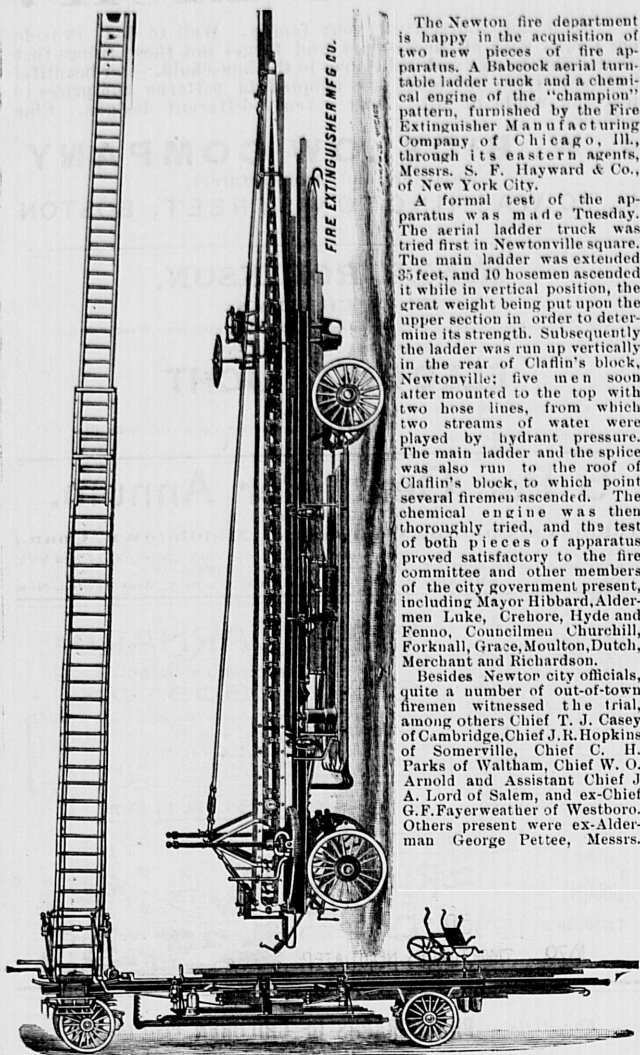 FIRE EXTINGUISHER MFG CO.
The Newton fire department
is happy in the acquisition of
two new pieces of fire ap-
paratus. A Babcock aerial turn-
table ladder truck and a chemi-
cal engine of the "champion"
pattern, furnished by the Fire
Extinguisher Manufacturing
Company of Chicago, Ill.,
through its eastern agents,
Messrs. S. F. Hayward & Co.,
of New York City.
A formal test of the ap-
paratus was made Tuesday.
The aerial ladder truck was
tried first in Newtonville square.
The main ladder was extended
85 feet, and 10 hosemen ascended
it while in vertical position, the
great weight being put upon the
upper section in order to deter-
mine its strength. Subsequently
the ladder was run up vertically
in the rear of Claflin's block,
Newtonville; five men soon
after mounted to the top with
two hose lines, from which
two streams of water were
played by hydrant pressure.
The main ladder and the splice
was also run to the roof of
Claflin's block, to which point
several firemen ascended. The
chemical engine was then
thoroughly tried, and the test
of both pieces of apparatus
proved satisfactory to the fire
committee and other members
of the city government present,
including Mayor Hibbard, Alder-
men Luke, Crehore, Hyde and
Fenno, Councilmen Churchill,
Forknall, Grace, Moulton, Dutch,
Merchant and Richardson.
Besides Newton city officials,
quite a number of out-of-town
firemen witnessed the trial,
among others Chief T. J. Casey
of Cambridge, Chief J. R. Hopkins
of Somerville, Chief C. H.
Parks of Waltham, Chief W. O.
Arnold and Assistant Chief J
A. Lord of Salem, and ex-Chief
G. F. Fayerweather of Westboro.
Others present were ex-Alder-
man George Pettee, Messrs.